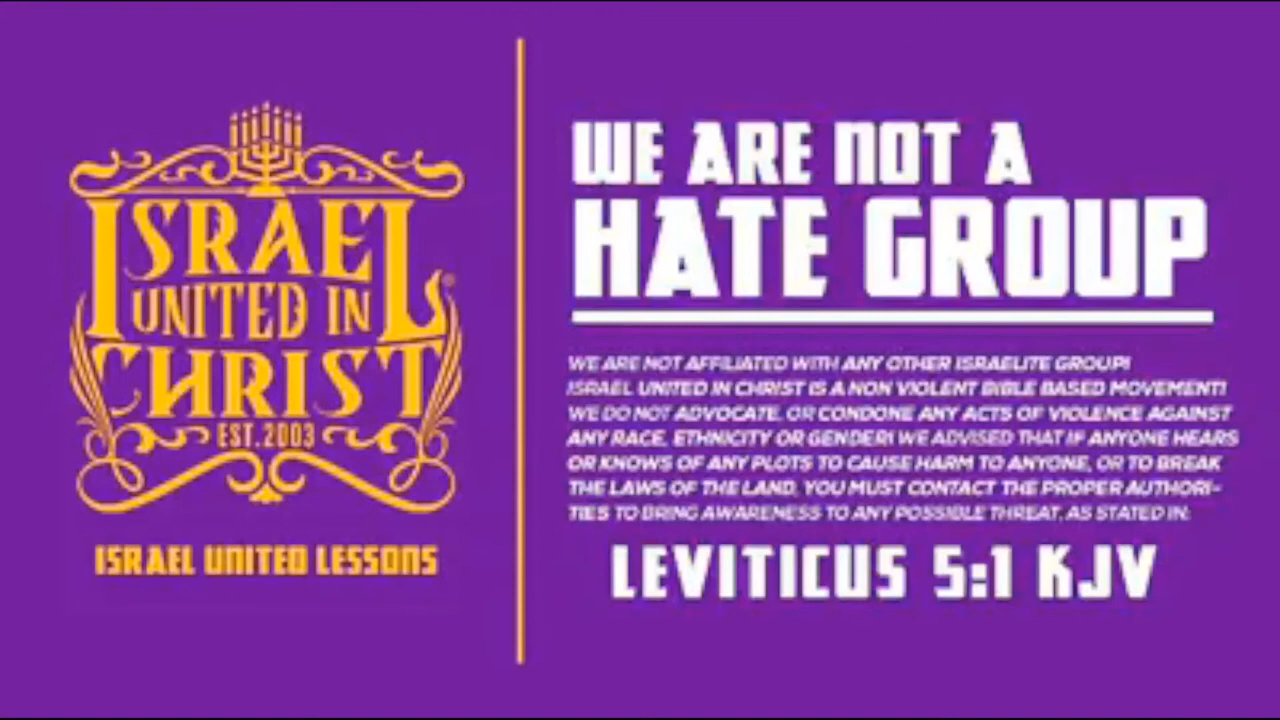 ISRAEL
UNITED IN
CHRIST
EST. 2003
ISRAEL UNITED LESSONS
WE ARE NOT A
HATE GROUP
WE ARE NOT AFFILIATED WITH ANY OTHER ISRAELITE GROUP!
ISRAEL UNITED IN CHRIST IS A NON VIOLENT BIBLE BASED MOVEMENT!
WE DO NOT ADVOCATE, OR CONDONE ANY ACTS OF VIOLENCE AGAINST
ANY RACE, ETHNICITY OR GENDER! WE ADVISED THAT IF ANYONE HEARS
OR KNOWS OF ANY PLOTS TO CAUSE HARM TO ANYONE, OR TO BREAK
THE LAWS OF THE LAND, YOU MUST CONTACT THE PROPER AUTHORI-
TIES TO BRING AWARENESS TO ANY POSSIBLE THREAT, AS STATED IN:
LEVITICUS 5:1 KJV